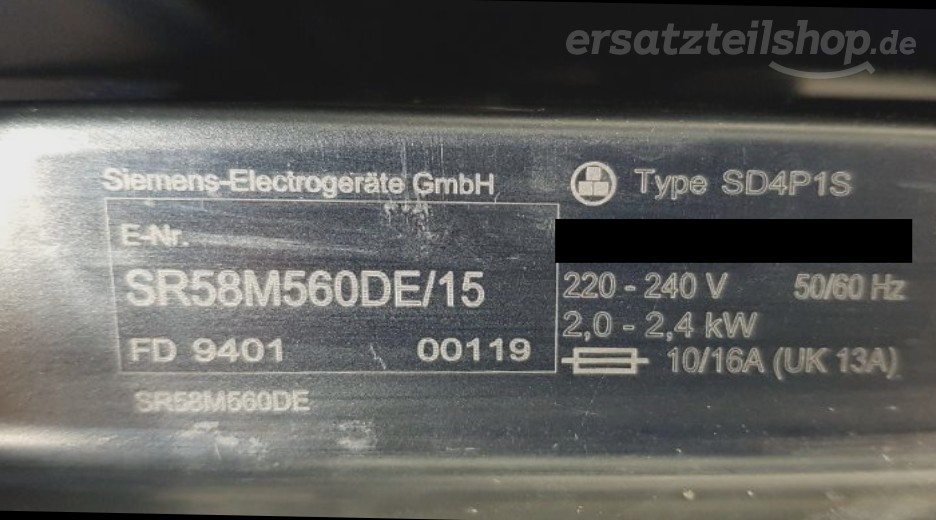 ersatzteilshop.de
Siemens-Electrogeräte GmbH
Type SD4P1S
E-Nr.
SR58M560DE/15
FD 9401 00119
SR58M560DE
220 - 240 V 50/60 Hz
2,0 - 2,4 kW
10/16A (UK 13A)